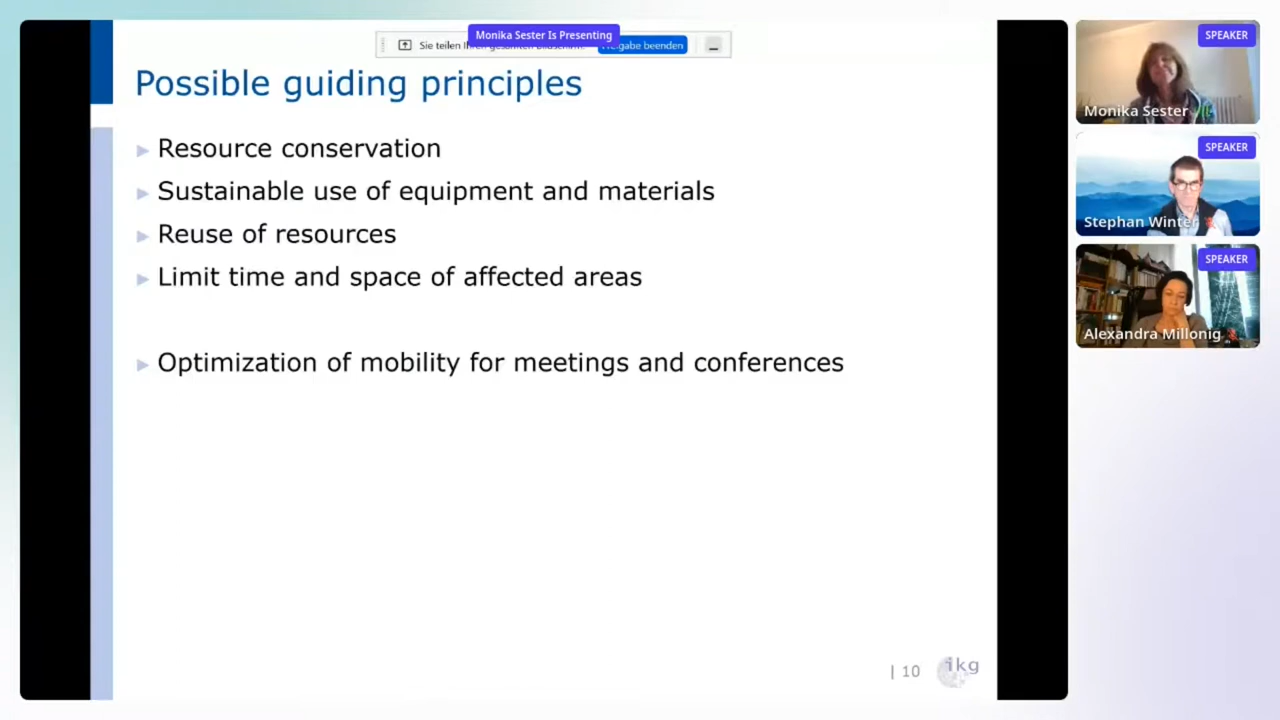 Monika Sester Is Presenting
Sie teilen
beenden
Possible guiding principles
Resource conservation
Sustainable use of equipment and materials
Reuse of resources
Limit time and space of affected areas
Optimization of mobility for meetings and conferences
| 10
ikg
SPEAKER
Monika Sester
SPEAKER
Stephan Winter
SPEAKER
Alexandra Millonig